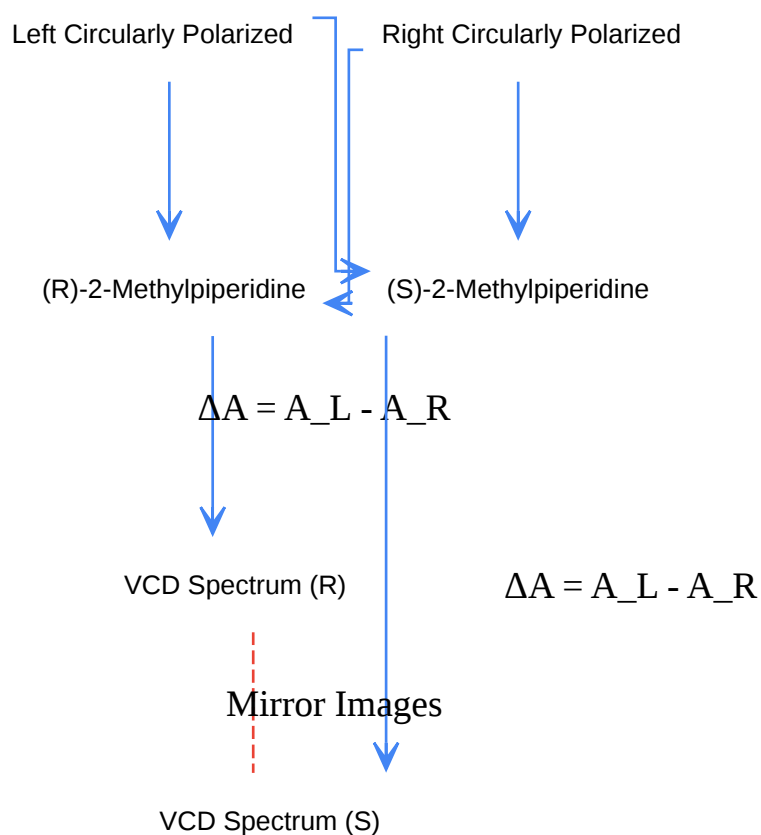 Left Circularly Polarized
Right Circularly Polarized
(R)-2-Methylpiperidine
(S)-2-Methylpiperidine
ΔA = A_L - A_R
VCD Spectrum (R)
ΔA = A_L - A_R
Mirror Images
VCD Spectrum (S)